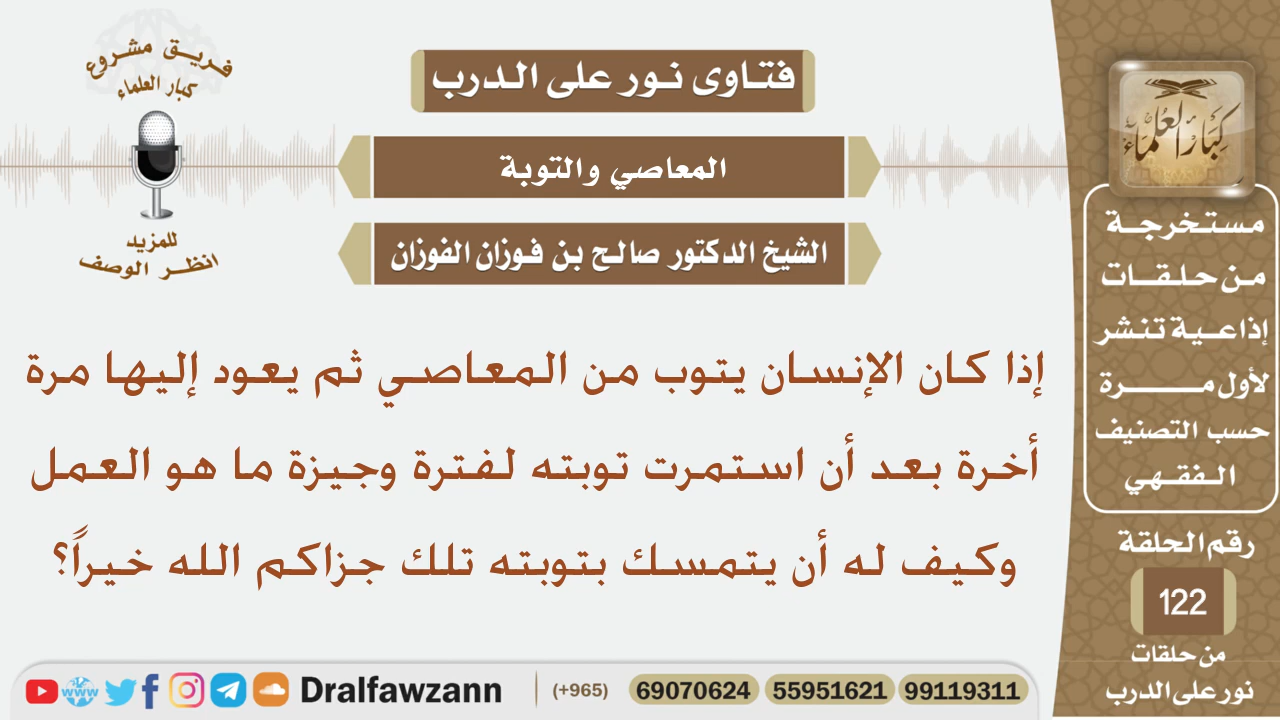 فريق مشروع
كبار العلماء
للمزيد
انظر الوصف
فتاوى نور على الدرب
المعاصي والتوبة
الشيخ الدكتور صالح بن فوزان الفوزان
إذا كان الإنسان يتوب من المعاصي ثم يعود إليها مرة
أخرة بعد أن استمرت توبته لفترة وجيزة ما هو العمل
وكيف له أن يتمسك بتوبته تلك جزاكم الله خيراً؟
كبار العلماء
مستخرجة
من حلقات
إذاعية تنشر
لأول مرة
حسب التصنيف
الفقهي
رقم الحلقة
122
من حلقات
نور على الدرب
www
Dralfawzann
(+965) 69070624 55951621 99119311